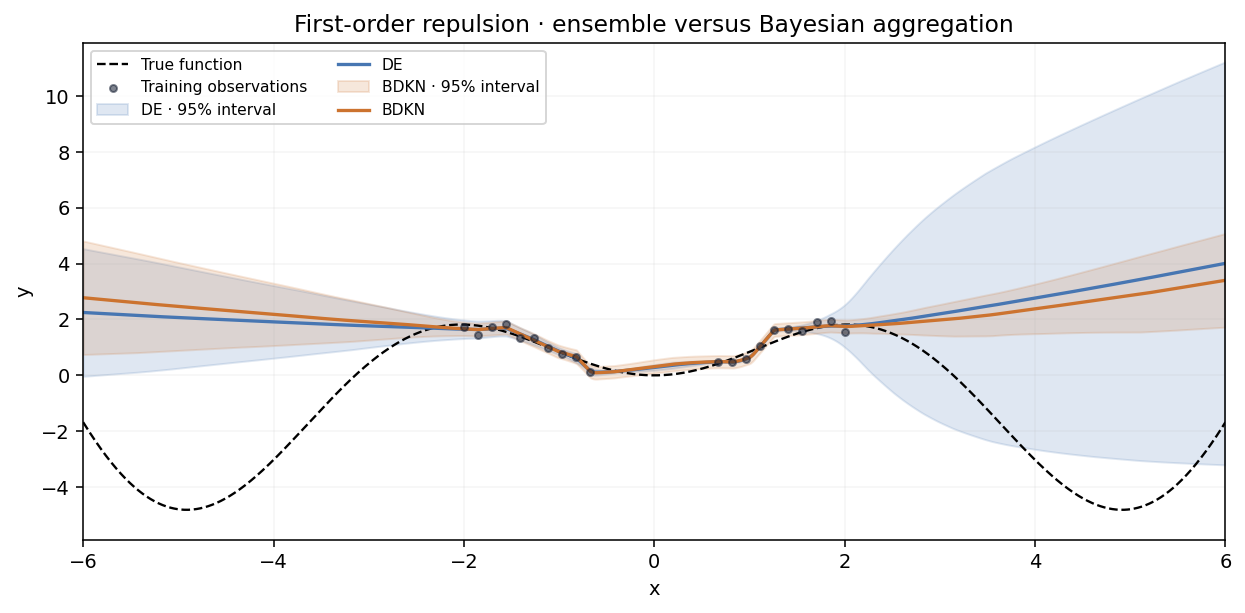 First-order repulsion · ensemble versus Bayesian aggregation
True function
Training observations
DE · 95% interval
DE
BDKN · 95% interval
BDKN
10
8
6
4
2
0
−2
−4
y
−6
−4
−2
0
2
4
6
x